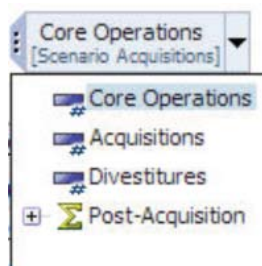 Core Operations
[Scenario Acquisitions]
Core Operations
Acquisitions
Divestitures
Post-Acquisition